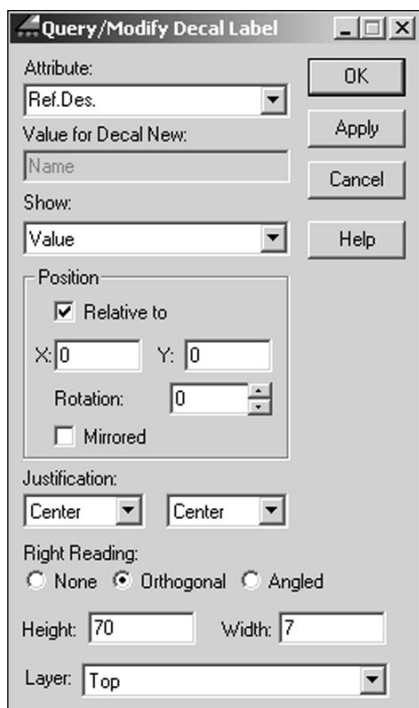 Query/Modify Decal Label
Attribute:
OK
Ref.Des.
Value for Decal New:
Apply
Name
Cancel
Show:
Value
Help
Position
Relative to
X: 0 Y: 0
Rotation: 0
Mirrored
Justification:
Center Center
Right Reading:
None Orthogonal Angled
Height: 70 Width: 7
Layer: Top